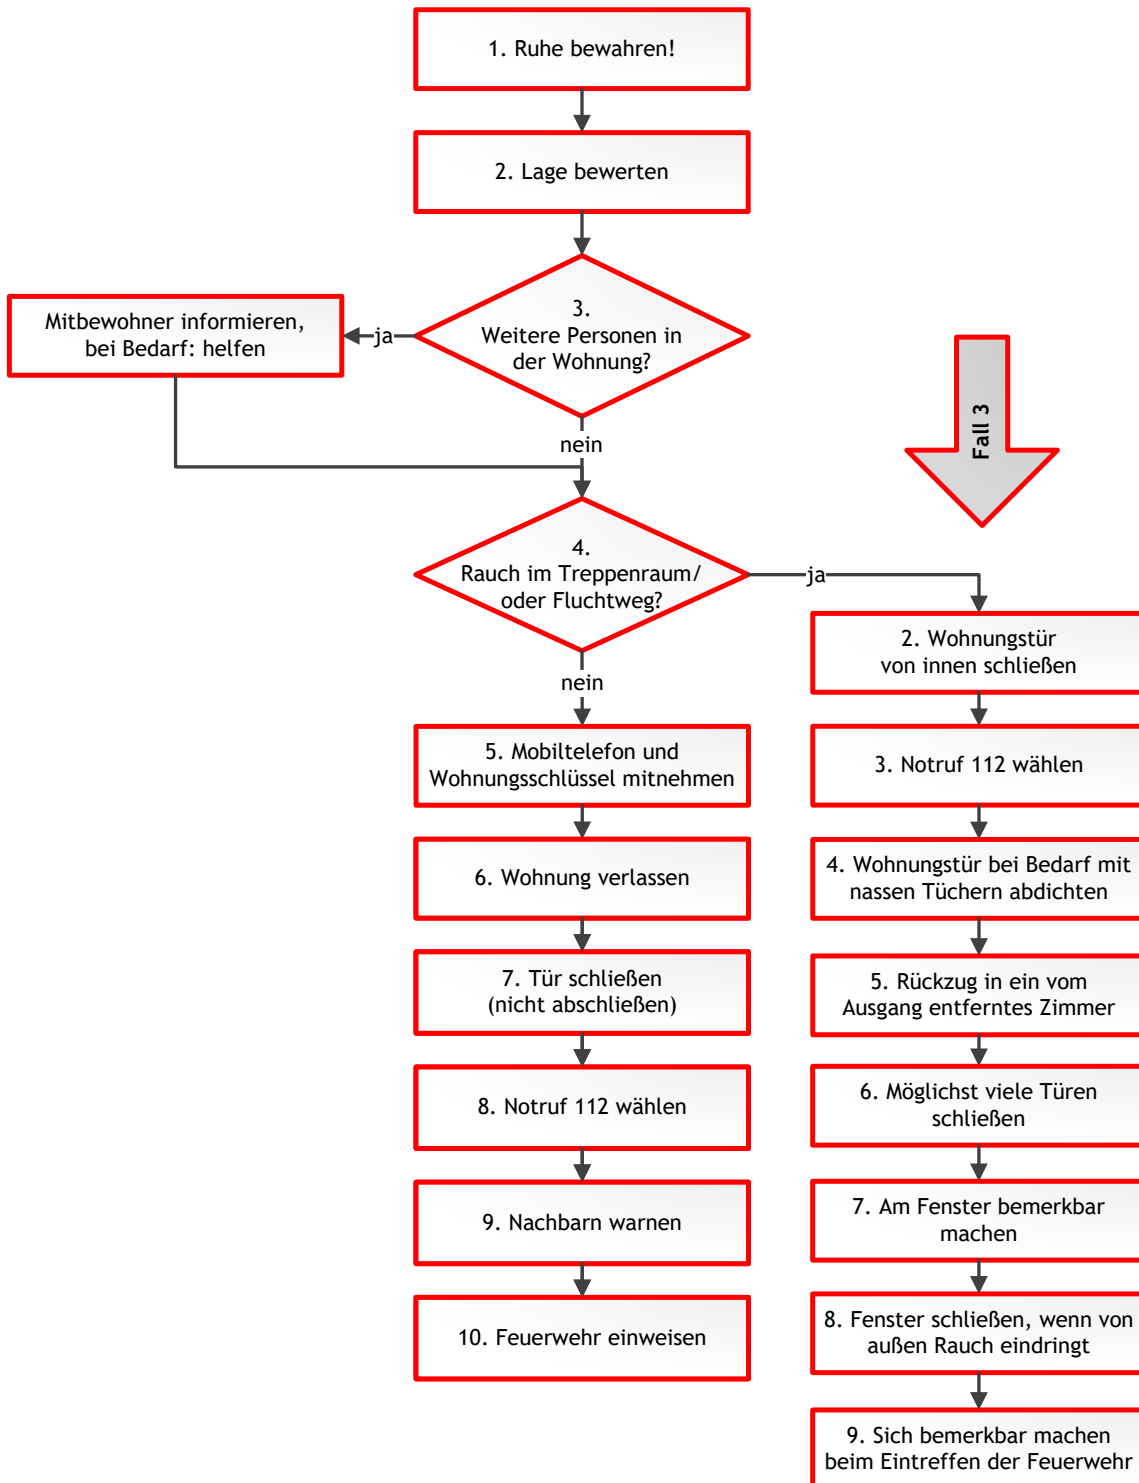 1. Ruhe bewahren!
2. Lage bewerten
3.
Weitere Personen in
der Wohnung?
ja
Mitbewohner informieren,
bei Bedarf: helfen
nein
Fall 3
4.
Rauch im Treppenraum/
oder Fluchtweg?
ja
nein
5. Mobiltelefon und
Wohnungsschlüssel mitnehmen
6. Wohnung verlassen
7. Tür schließen
(nicht abschließen)
8. Notruf 112 wählen
9. Nachbarn warnen
10. Feuerwehr einweisen
2. Wohnungstür
von innen schließen
3. Notruf 112 wählen
4. Wohnungstür bei Bedarf mit
nassen Tüchern abdichten
5. Rückzug in ein vom
Ausgang entferntes Zimmer
6. Möglichst viele Türen
schließen
7. Am Fenster bemerkbar
machen
8. Fenster schließen, wenn von
außen Rauch eindringt
9. Sich bemerkbar machen
beim Eintreffen der Feuerwehr